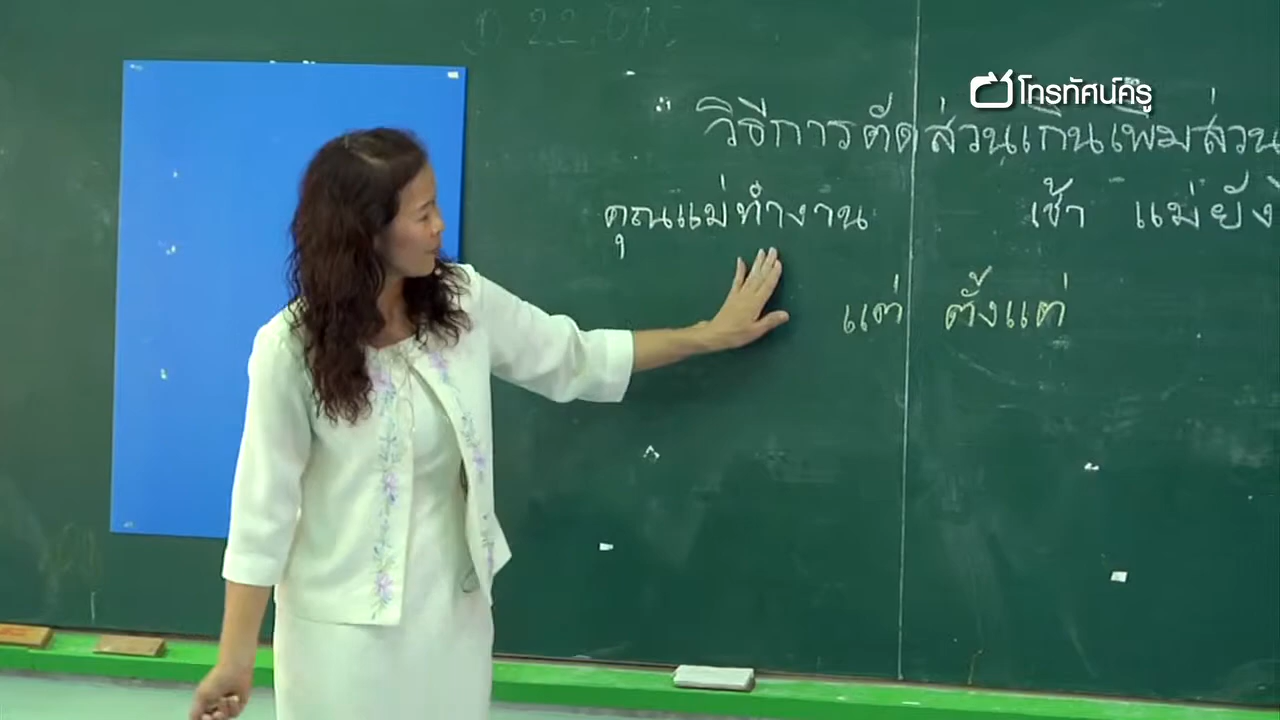 โทรทัศน์ครู
วิธีการตัดส่วนเกินเพิ่มส่วน
คุณแม่ทำงาน เช้า แม่ยัง
แต่ ตั้งแต่